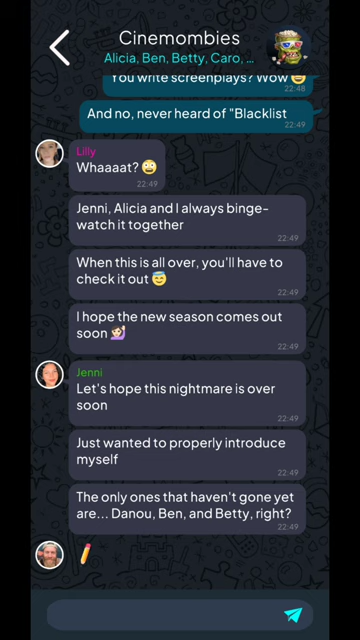 Cinemombies
Alicia, Ben, Betty, Caro, ...
You write screenplays? Wow 😃
22:48
And no, never heard of "Blacklist
22:49
Lilly
Whaaaat? 🙄
22:49
Jenni, Alicia and I always binge-
watch it together
22:49
When this is all over, you'll have to
check it out 😇
22:49
I hope the new season comes out
soon 🙋🏻‍♀️
22:49
Jenni
Let's hope this nightmare is over
soon
22:49
Just wanted to properly introduce
myself
22:49
The only ones that haven't gone yet
are... Danou, Ben, and Betty, right?
22:49